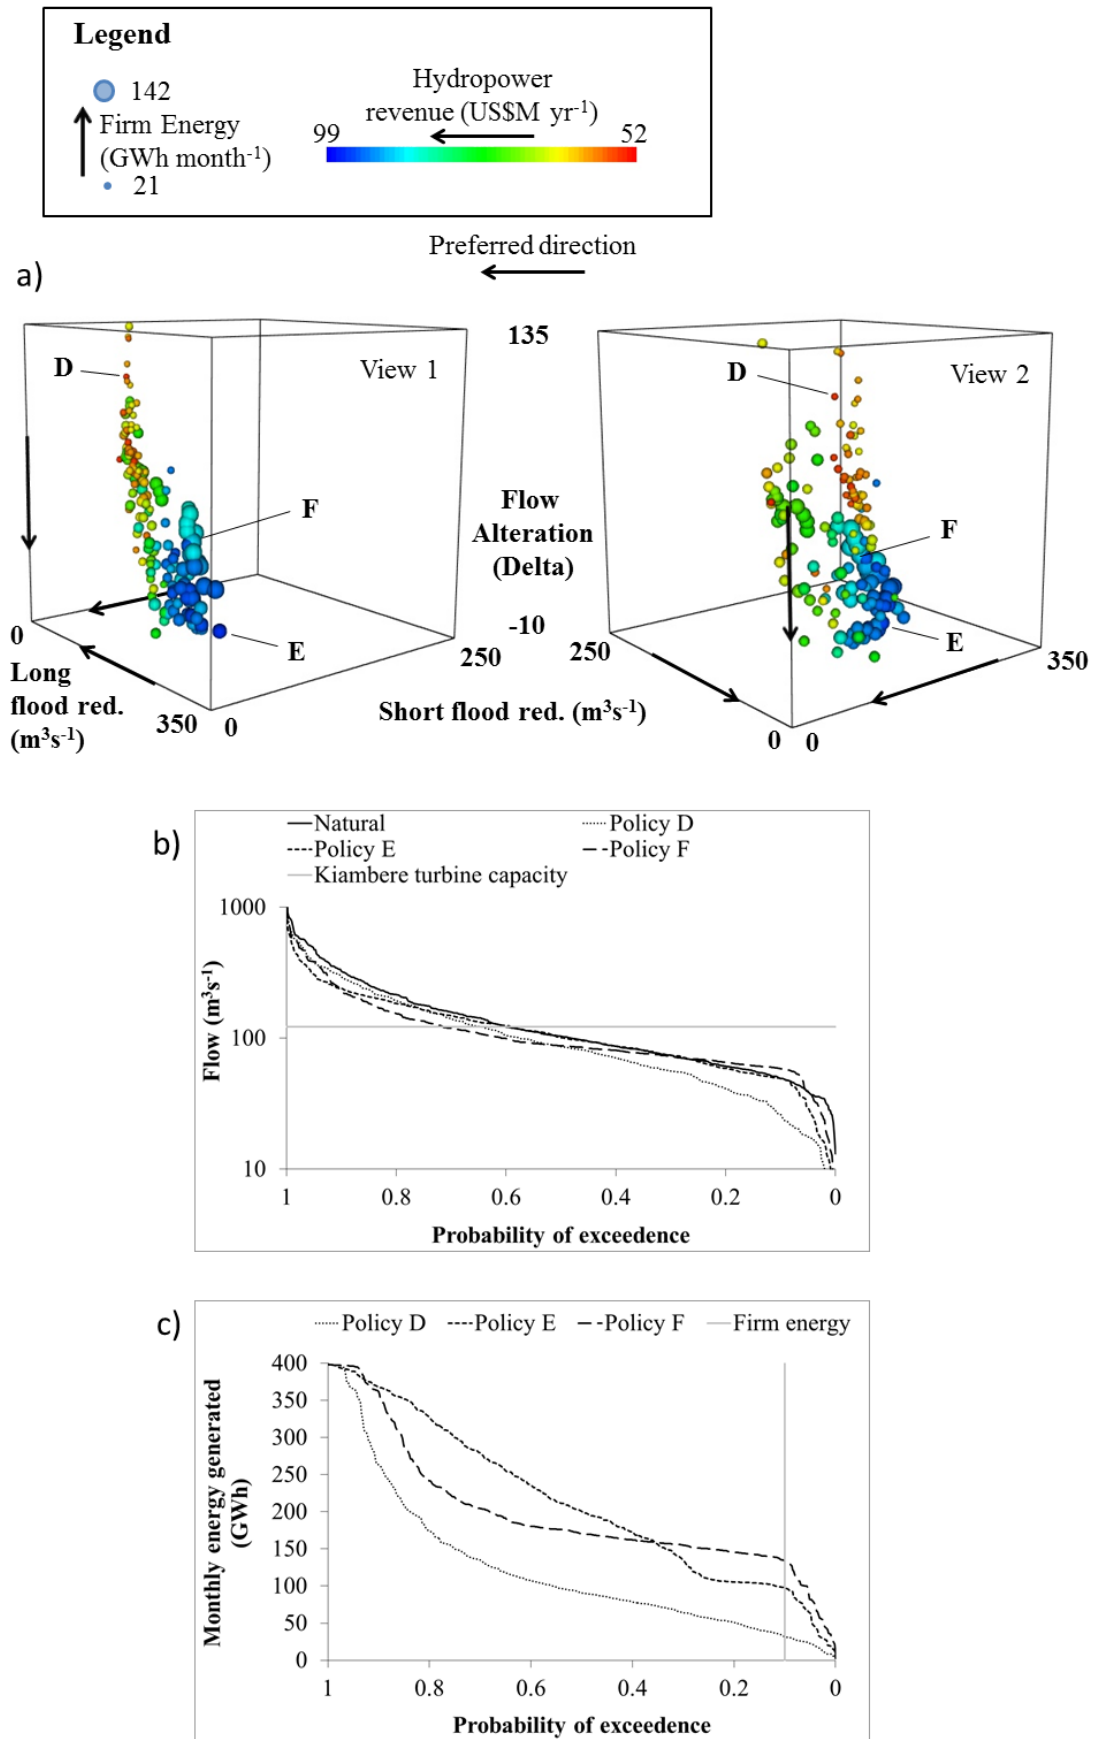 Legend
142
Firm Energy
(GWh month-1)
21
Hydropower
revenue (US$M yr-1)
99
52
Preferred direction
a)
D
View 1
F
E
0
Long
flood red.
(m3s-1)
350
0
250
135
Flow
Alteration
(Delta)
-10
Short flood red. (m3s-1)
D
View 2
F
E
250
0
0
350
b)
Natural
Policy D
Policy E
Policy F
Kiambere turbine capacity
1000
100
10
Flow (m3s-1)
1 0.8 0.6 0.4 0.2 0
Probability of exceedence
c)
Policy D Policy E Policy F Firm energy
400
350
300
250
200
150
100
50
0
Monthly energy generated
(GWh)
1 0.8 0.6 0.4 0.2 0
Probability of exceedence